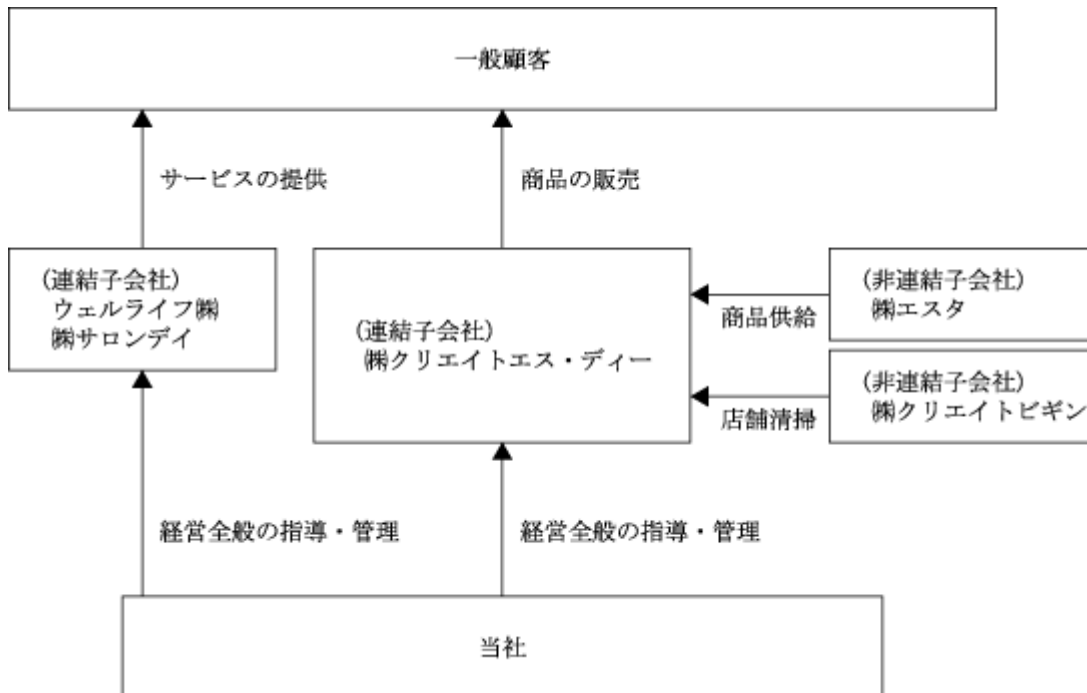 一般顧客
サービスの提供
商品の販売
(連結子会社)
ウェルライフ㈱
㈱サロンデイ
(連結子会社)
㈱クリエイトエス・ディー
商品供給
(非連結子会社)
㈱エスタ
店舗清掃
(非連結子会社)
㈱クリエイトビギン
経営全般の指導・管理
経営全般の指導・管理
当社